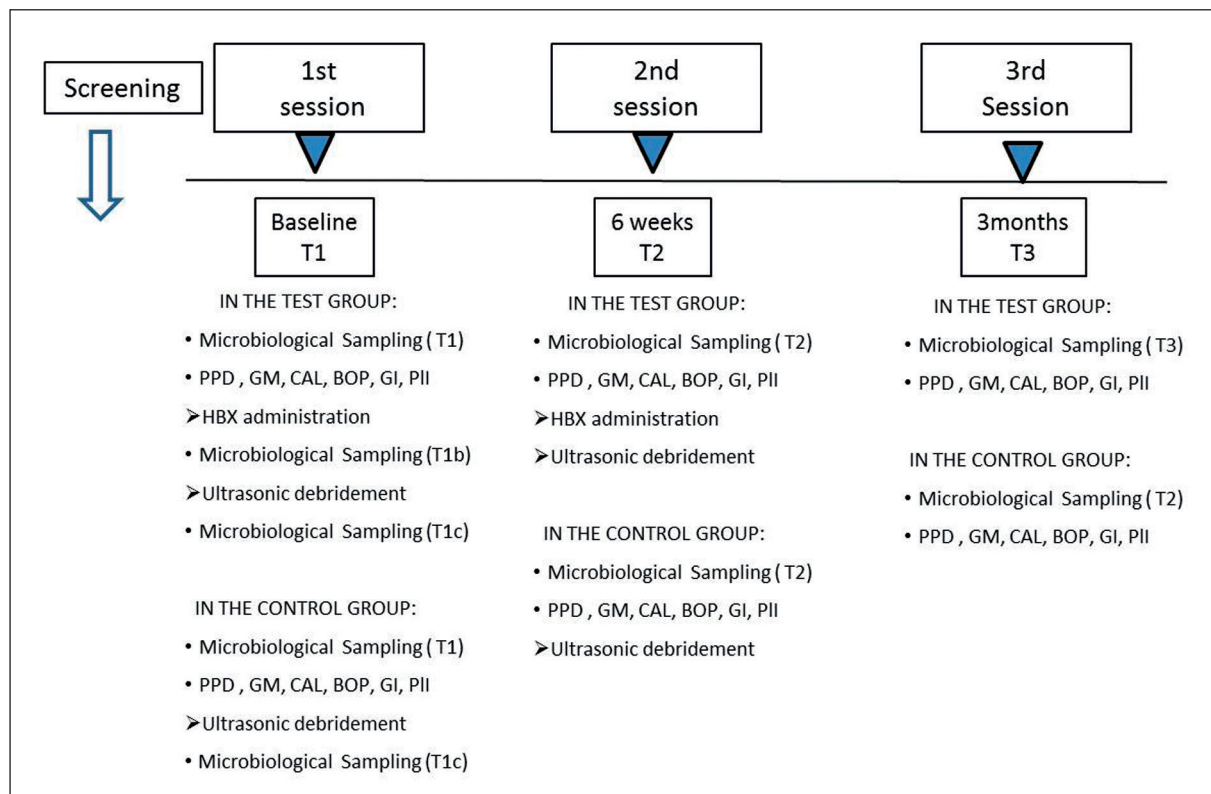 Screening
1st
session
2nd
session
3rd
Session
Baseline
T1
6 weeks
T2
3months
T3
IN THE TEST GROUP:
• Microbiological Sampling ( T1)
• PPD , GM, CAL, BOP, GI, PlI
➢HBX administration
• Microbiological Sampling (T1b)
➢Ultrasonic debridement
• Microbiological Sampling (T1c)
IN THE CONTROL GROUP:
• Microbiological Sampling ( T1)
• PPD , GM, CAL, BOP, GI, PlI
➢Ultrasonic debridement
• Microbiological Sampling (T1c)
IN THE TEST GROUP:
• Microbiological Sampling ( T2)
• PPD , GM, CAL, BOP, GI, PlI
➢HBX administration
➢Ultrasonic debridement
IN THE CONTROL GROUP:
• Microbiological Sampling ( T2)
• PPD , GM, CAL, BOP, GI, PlI
➢Ultrasonic debridement
IN THE TEST GROUP:
• Microbiological Sampling ( T3)
• PPD , GM, CAL, BOP, GI, PlI
IN THE CONTROL GROUP:
• Microbiological Sampling ( T2)
• PPD , GM, CAL, BOP, GI, PlI